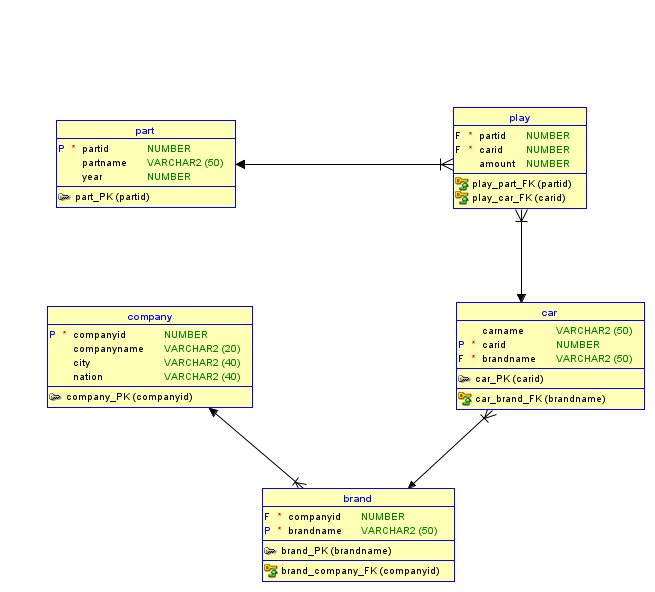 part
P * partid NUMBER
partname VARCHAR2 (50)
year NUMBER
part_PK (partid)
play
F * partid NUMBER
F * carid NUMBER
amount NUMBER
play_part_FK (partid)
play_car_FK (carid)
company
P * companyid NUMBER
companyname VARCHAR2 (20)
city VARCHAR2 (40)
nation VARCHAR2 (40)
company_PK (companyid)
car
carname VARCHAR2 (50)
P * carid NUMBER
F * brandname VARCHAR2 (50)
car_PK (carid)
car_brand_FK (brandname)
brand
F * companyid NUMBER
P * brandname VARCHAR2 (50)
brand_PK (brandname)
brand_company_FK (companyid)